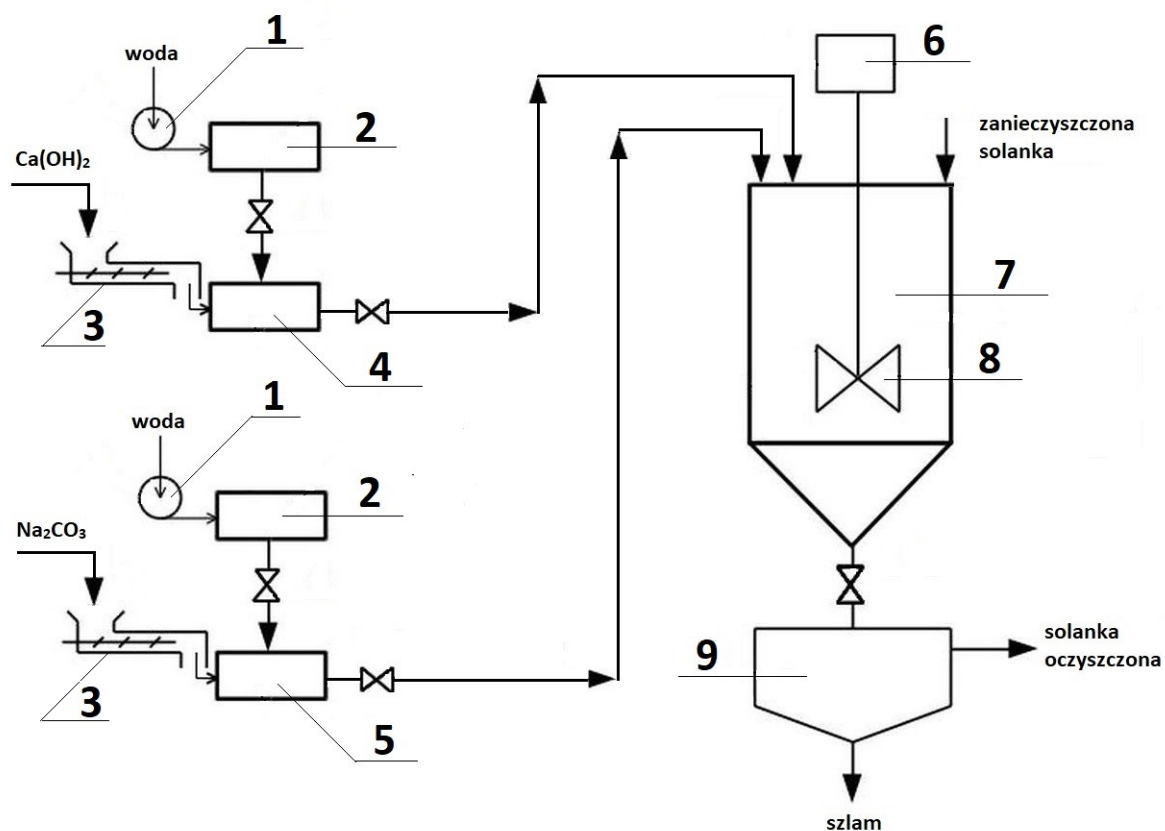 1
woda
2
Ca(OH)₂
3
4
6
zanieczyszczona
solanka
7
8
1
woda
2
Na₂CO₃
3
5
9
solanka
oczyszczona
szlam